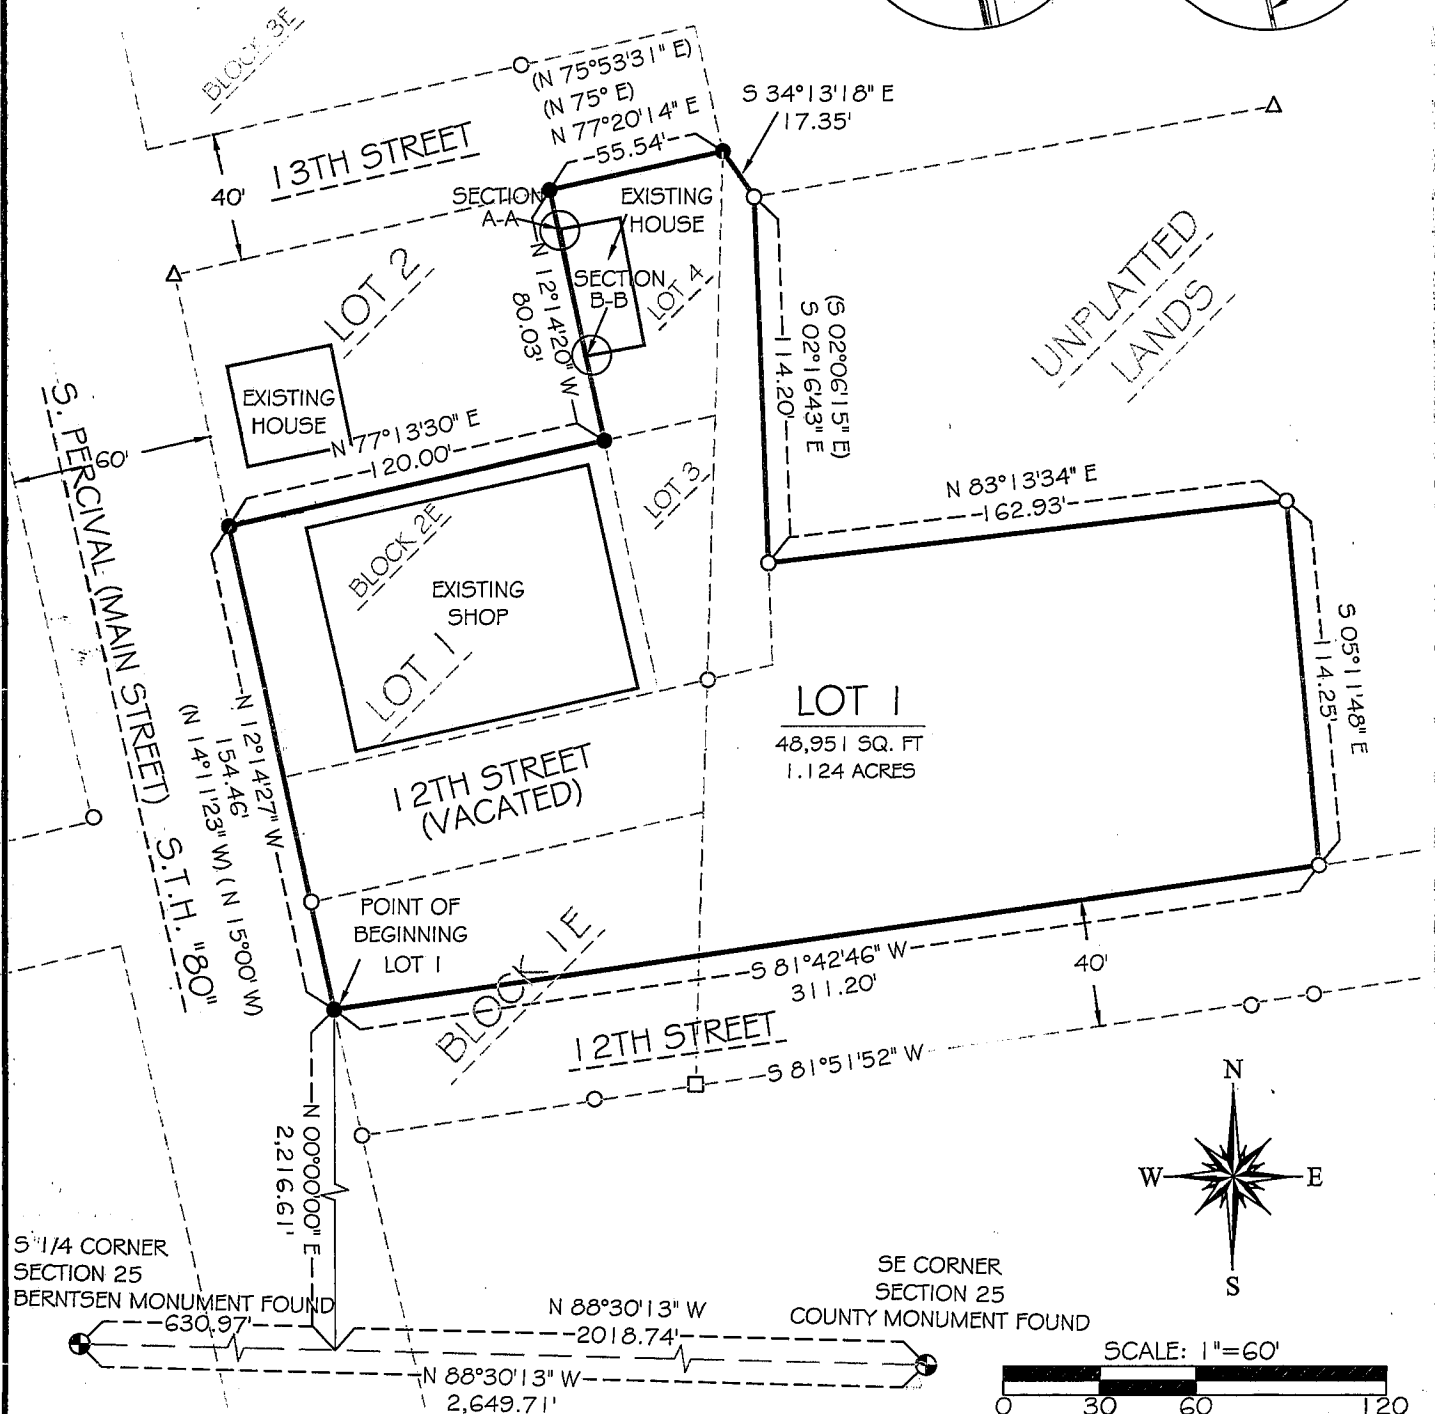 BLOCK 3E
(N 75°53'31" E)
(N 75° E)
N 77°20'14" E
55.54'
S 34°13'18" E
17.35'
13TH STREET
40'
SECTION
A-A
EXISTING
HOUSE
SECTION
B-B
LOT 4
LOT 2
N 12°14'20" W
80.03'
(S 02°06'15" E)
S 02°16'43" E
114.20'
UNPLATTED
LANDS
EXISTING
HOUSE
N 77°13'30" E
120.00'
60'
S. PERCIVAL (MAIN STREET) S.T.H. "80"
LOT 3
N 83°13'34" E
162.93'
BLOCK 2E
EXISTING
SHOP
LOT 1
S 05°11'48" E
114.25'
LOT 1
48,951 SQ. FT
1.124 ACRES
N 12°14'27" W
154.46'
(N 14°11'23" W) (N 15°00' W)
12TH STREET
(VACATED)
POINT OF
BEGINNING
LOT 1
BLOCK 1E
S 81°42'46" W
311.20'
40'
12TH STREET
S 81°51'52" W
N 00°00'00" E
2,216.61'
N
W
E
S
S 1/4 CORNER
SECTION 25
BERNTSEN MONUMENT FOUND
630.97'
N 88°30'13" W
2018.74'
SE CORNER
SECTION 25
COUNTY MONUMENT FOUND
N 88°30'13" W
2,649.71'
SCALE: 1"=60'
0 30 60 120